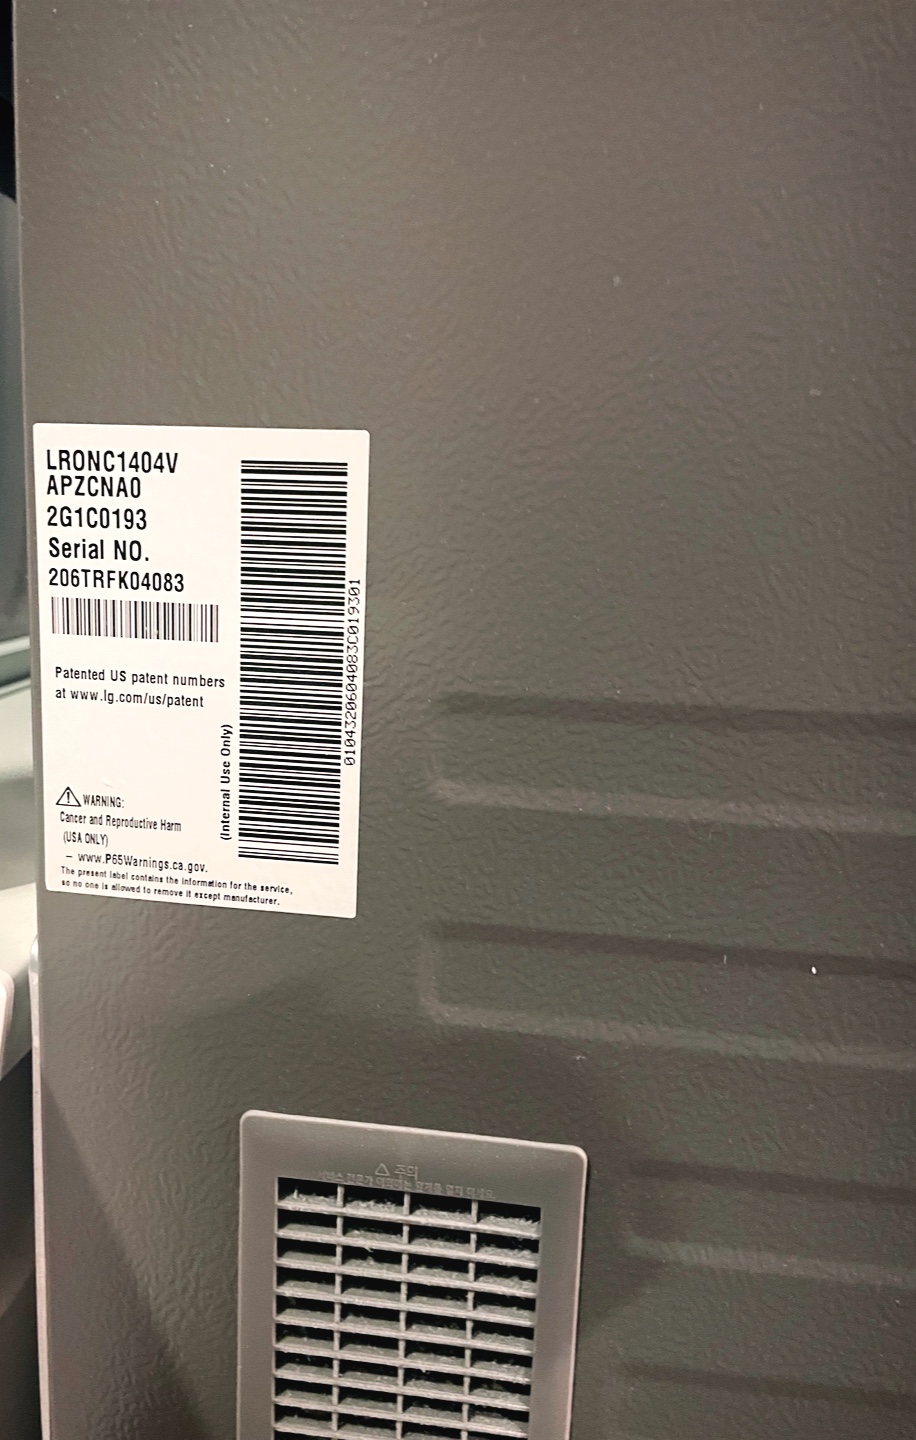 LRONC1404V
APZCNA0
2G1C0193
Serial NO.
206TRFK04083
Patented US patent numbers
at www.lg.com/us/patent
(Internal Use Only)
0104320604083C019301
⚠ WARNING:
Cancer and Reproductive Harm
(USA ONLY)
– www.P65Warnings.ca.gov.
The present label contains the information for the service,
so no one is allowed to remove it except manufacturer.
⚠ 주의